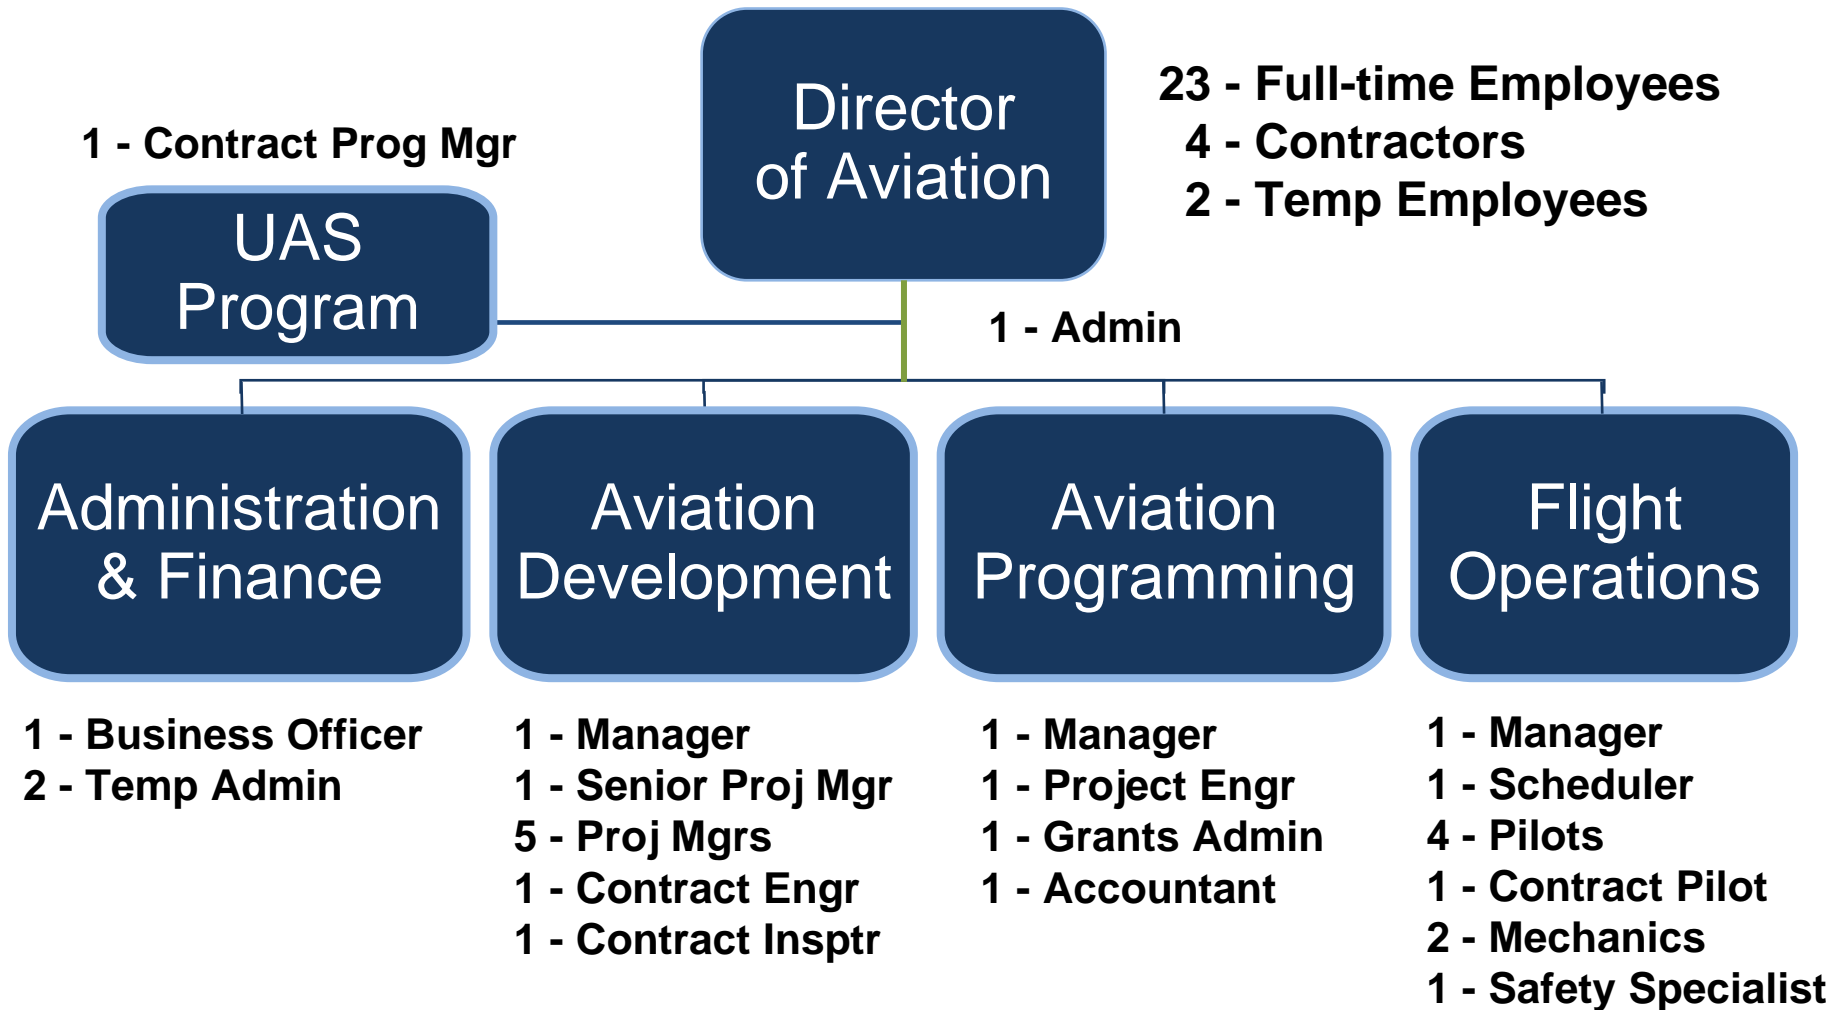 Director
of Aviation
23 - Full-time Employees
4 - Contractors
2 - Temp Employees
1 - Contract Prog Mgr
UAS
Program
1 - Admin
Administration
& Finance
Aviation
Development
Aviation
Programming
Flight
Operations
1 - Business Officer
2 - Temp Admin
1 - Manager
1 - Senior Proj Mgr
5 - Proj Mgrs
1 - Contract Engr
1 - Contract Insptr
1 - Manager
1 - Project Engr
1 - Grants Admin
1 - Accountant
1 - Manager
1 - Scheduler
4 - Pilots
1 - Contract Pilot
2 - Mechanics
1 - Safety Specialist